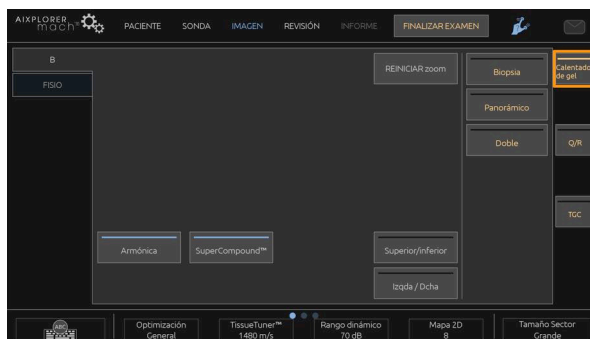 AIXPLORER
mach
PACIENTE
SONDA
IMAGEN
REVISIÓN
INFORME
FINALIZAR EXAMEN
B
FISIO
REINICIAR zoom
Biopsia
Calentado
de gel
Panorámico
Doble
Q/R
TGC
Armónica
SuperCompound™
Superior/inferior
Izqda / Dcha
ABC
Optimización
General
TissueTuner™
1480 m/s
Rango dinámico
70 dB
Mapa 2D
8
Tamaño Sector
Grande